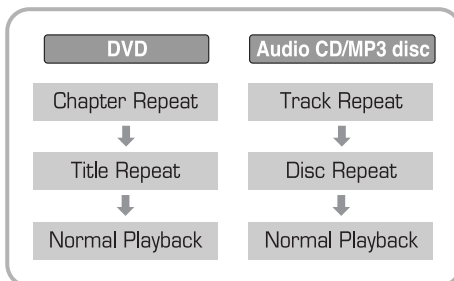 DVD
Chapter Repeat
Title Repeat
Normal Playback
Audio CD/MP3 disc
Track Repeat
Disc Repeat
Normal Playback